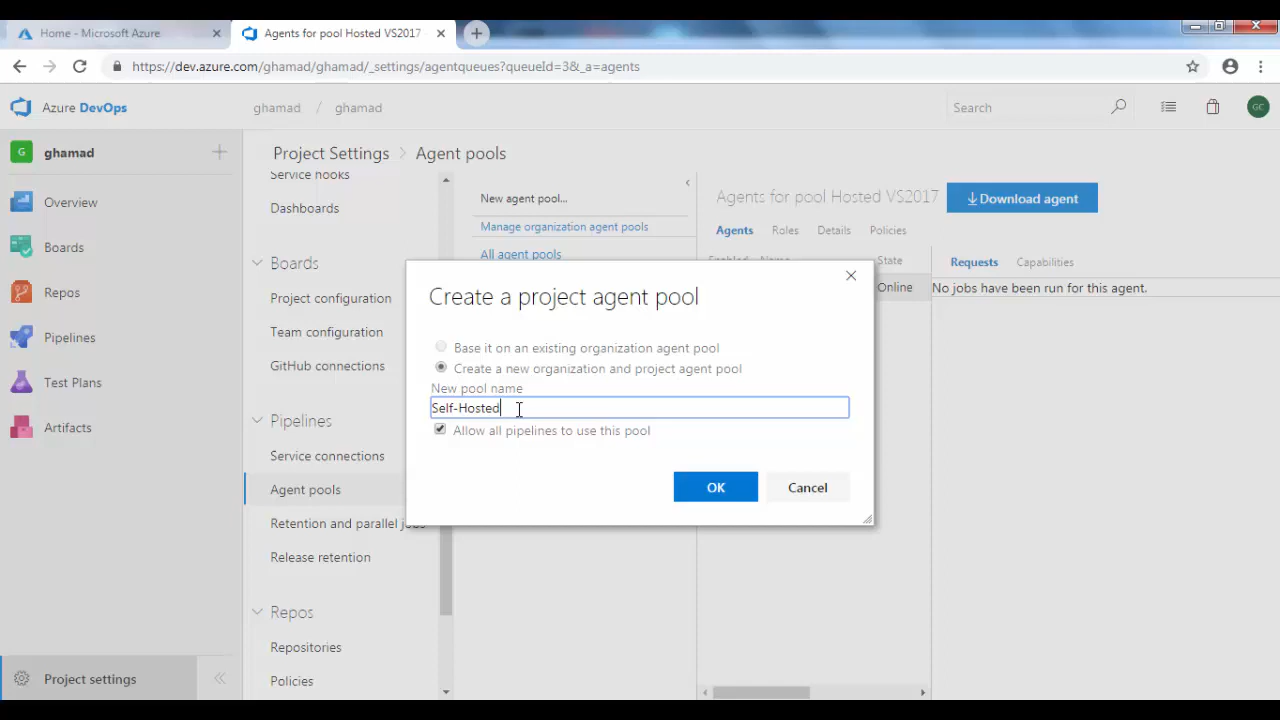 Home - Microsoft Azure
Agents for pool Hosted VS2017
https://dev.azure.com/ghamad/ghamad/_settings/agentqueues?queueId=3&_a=agents
Azure DevOps
ghamad / ghamad
Search
GC
G
ghamad
Overview
Boards
Repos
Pipelines
Test Plans
Artifacts
Project settings
Project Settings > Agent pools
Service hooks
Dashboards
Boards
Project configuration
Team configuration
GitHub connections
Pipelines
Service connections
Agent pools
Retention and parallel jobs
Release retention
Repos
Repositories
Policies
New agent pool...
Manage organization agent pools
All agent pools
Agents for pool Hosted VS2017
Download agent
Agents Roles Details Policies
Enabled Name State
Online
Requests Capabilities
No jobs have been run for this agent.
Create a project agent pool
Base it on an existing organization agent pool
Create a new organization and project agent pool
New pool name
Self-Hosted
Allow all pipelines to use this pool
OK Cancel